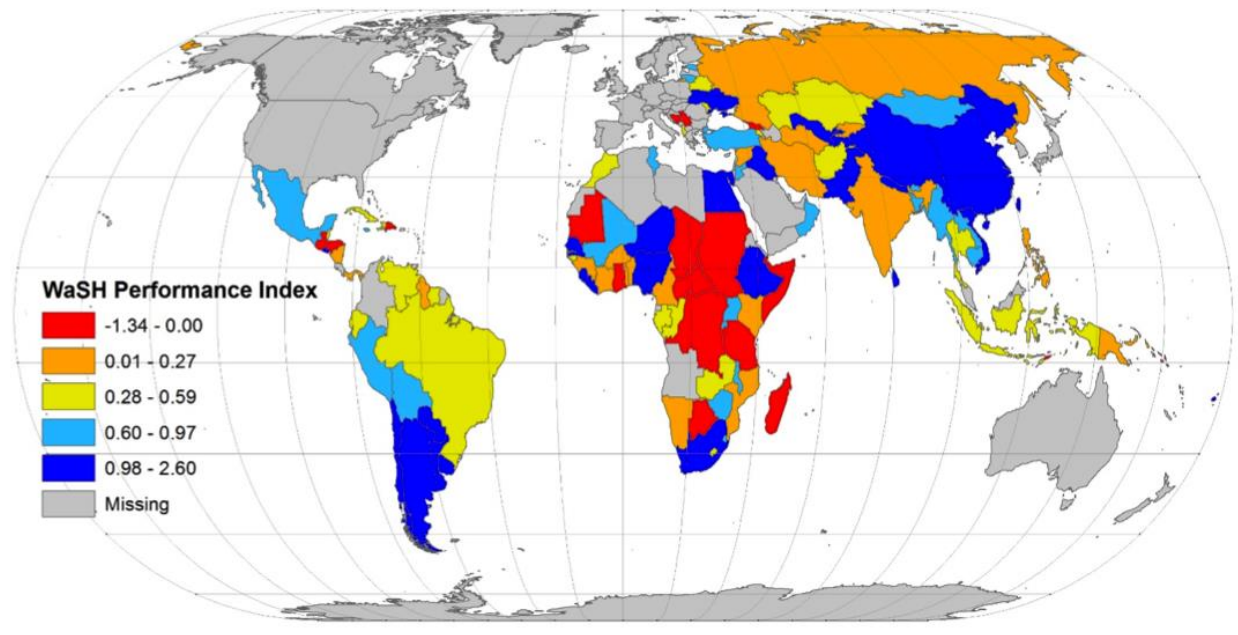 WaSH Performance Index
-1.34 - 0.00
0.01 - 0.27
0.28 - 0.59
0.60 - 0.97
0.98 - 2.60
Missing